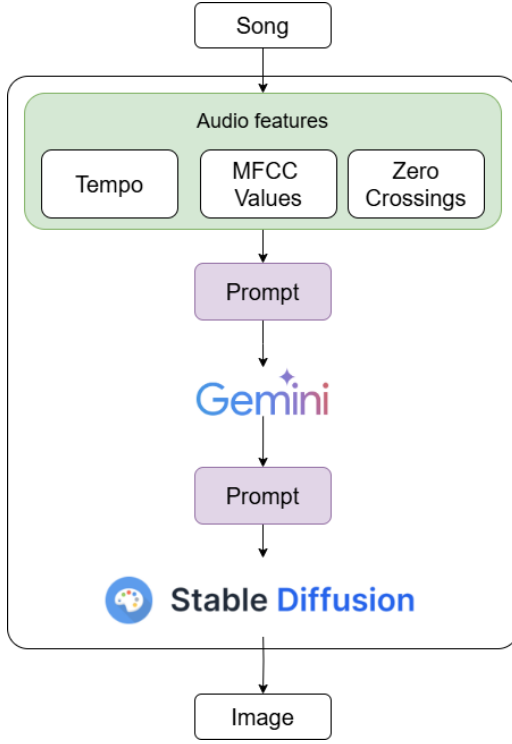 Song
Audio features
Tempo
MFCC
Values
Zero
Crossings
Prompt
Gemini
Prompt
Stable Diffusion
Image